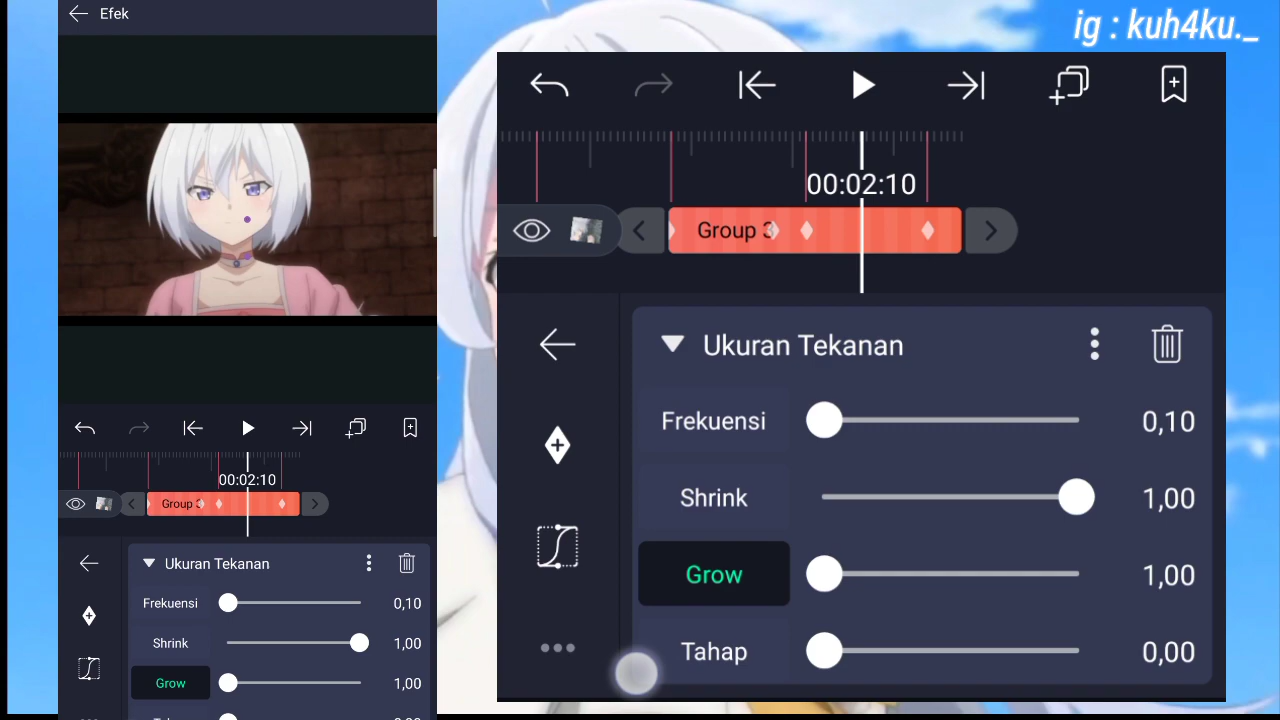 Efek
00:02:10
Group 3
Ukuran Tekanan
Frekuensi 0,10
Shrink 1,00
Grow 1,00
ig : kuh4ku._
00:02:10
Group 3
Ukuran Tekanan
Frekuensi 0,10
Shrink 1,00
Grow 1,00
Tahap 0,00